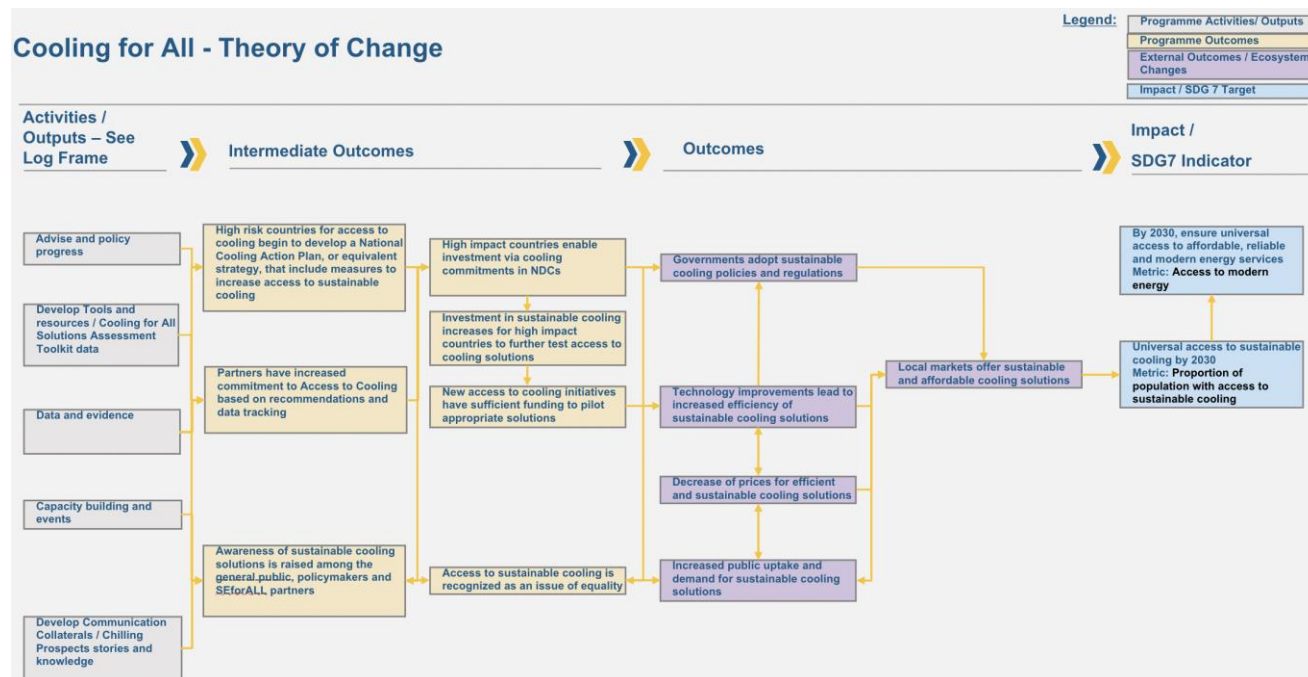 Cooling for All - Theory of Change
Legend:
Programme Activities/ Outputs
Programme Outcomes
External Outcomes / Ecosystem
Changes
Impact / SDG 7 Target
Activities /
Outputs – See
Log Frame
Intermediate Outcomes
Outcomes
Impact /
SDG7 Indicator
Advise and policy
progress
Develop Tools and
resources / Cooling for All
Solutions Assessment
Toolkit data
Data and evidence
Capacity building and
events
Develop Communication
Collaterals / Chilling
Prospects stories and
knowledge
High risk countries for access to
cooling begin to develop a National
Cooling Action Plan, or equivalent
strategy, that include measures to
increase access to sustainable
cooling
Partners have increased
commitment to Access to Cooling
based on recommendations and
data tracking
Awareness of sustainable cooling
solutions is raised among the
general public, policymakers and
SEforALL partners
High impact countries enable
investment via cooling
commitments in NDCs
Investment in sustainable cooling
increases for high impact
countries to further test access to
cooling solutions
New access to cooling initiatives
have sufficient funding to pilot
appropriate solutions
Access to sustainable cooling is
recognized as an issue of equality
Governments adopt sustainable
cooling policies and regulations
Technology improvements lead to
increased efficiency of
sustainable cooling solutions
Decrease of prices for efficient
and sustainable cooling solutions
Increased public uptake and
demand for sustainable cooling
solutions
Local markets offer sustainable
and affordable cooling solutions
By 2030, ensure universal
access to affordable, reliable
and modern energy services
Metric: Access to modern
energy
Universal access to sustainable
cooling by 2030
Metric: Proportion of
population with access to
sustainable cooling